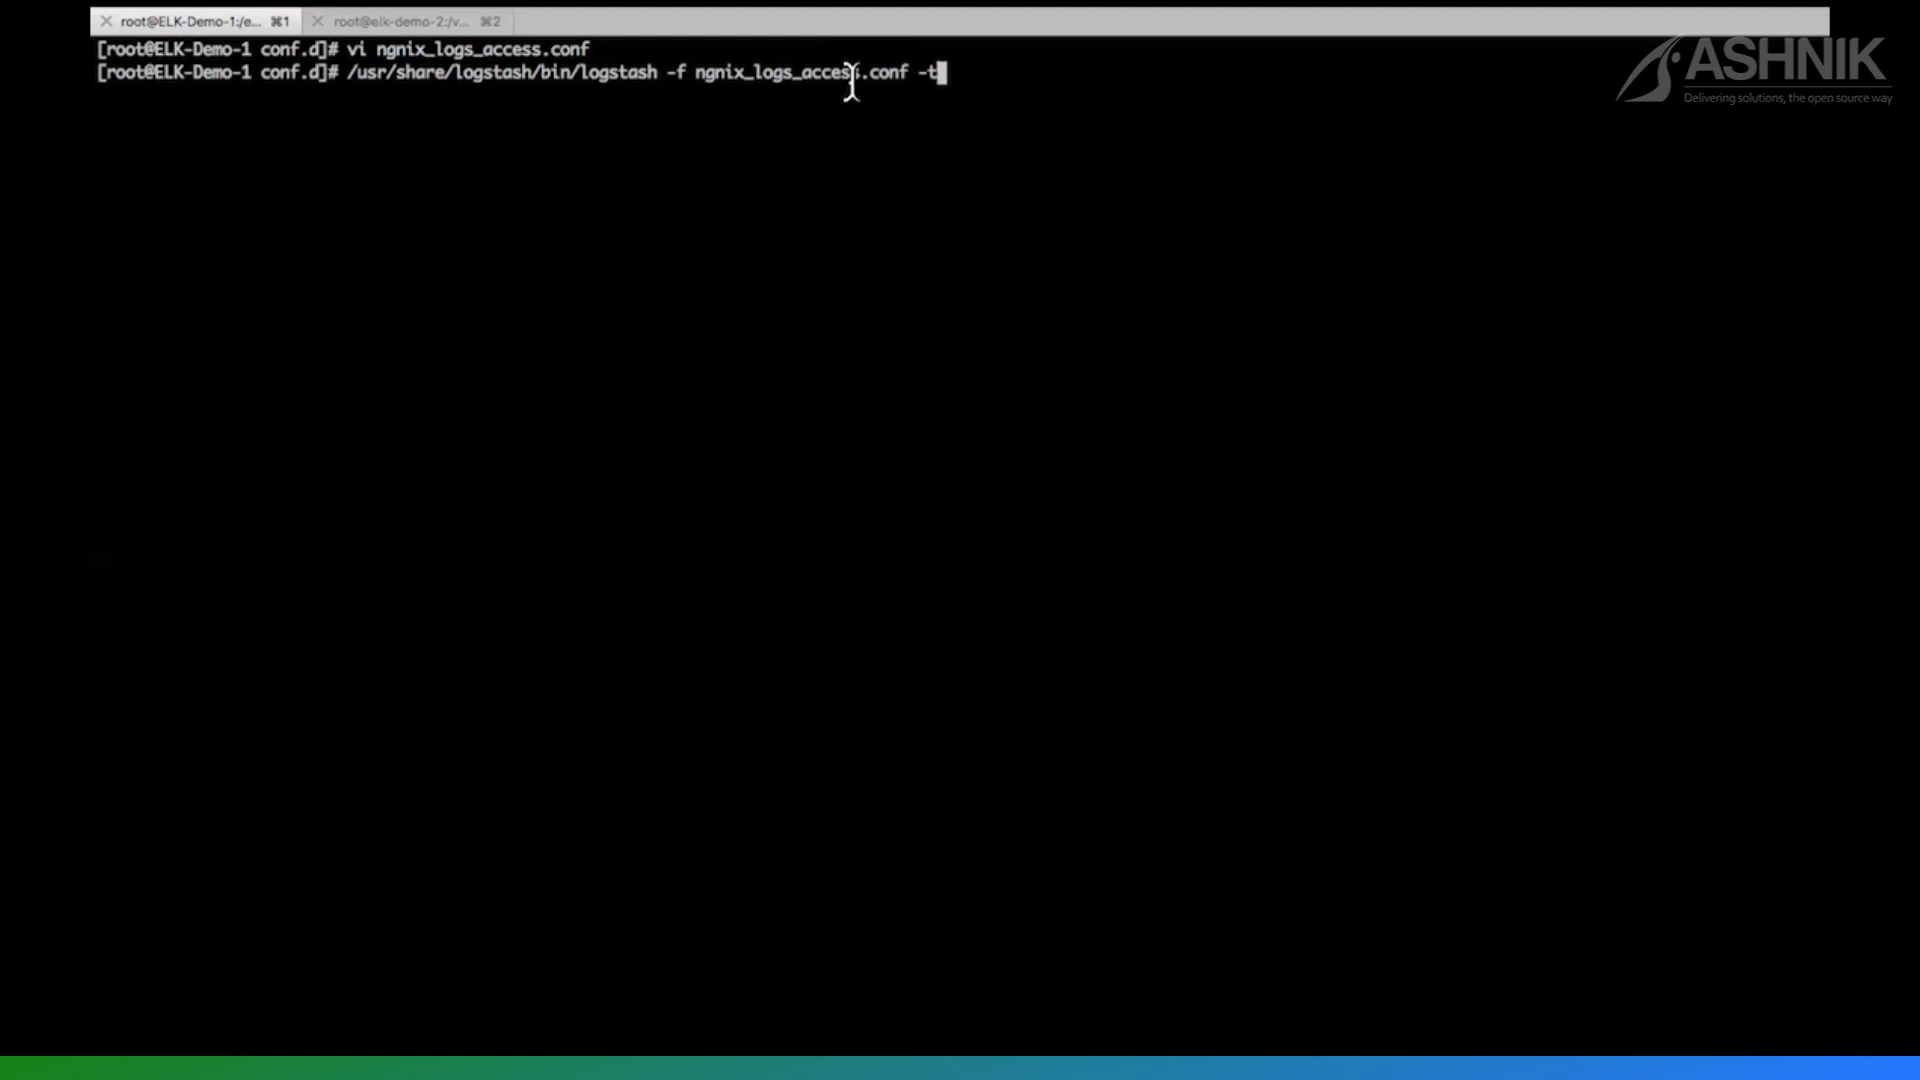 root@ELK-Demo-1:/e... ⌘1 root@elk-demo-2:/v... ⌘2
[root@ELK-Demo-1 conf.d]# vi ngnix_logs_access.conf
[root@ELK-Demo-1 conf.d]# /usr/share/logstash/bin/logstash -f ngnix_logs_access.conf -t
ASHNIK
Delivering solutions, the open source way